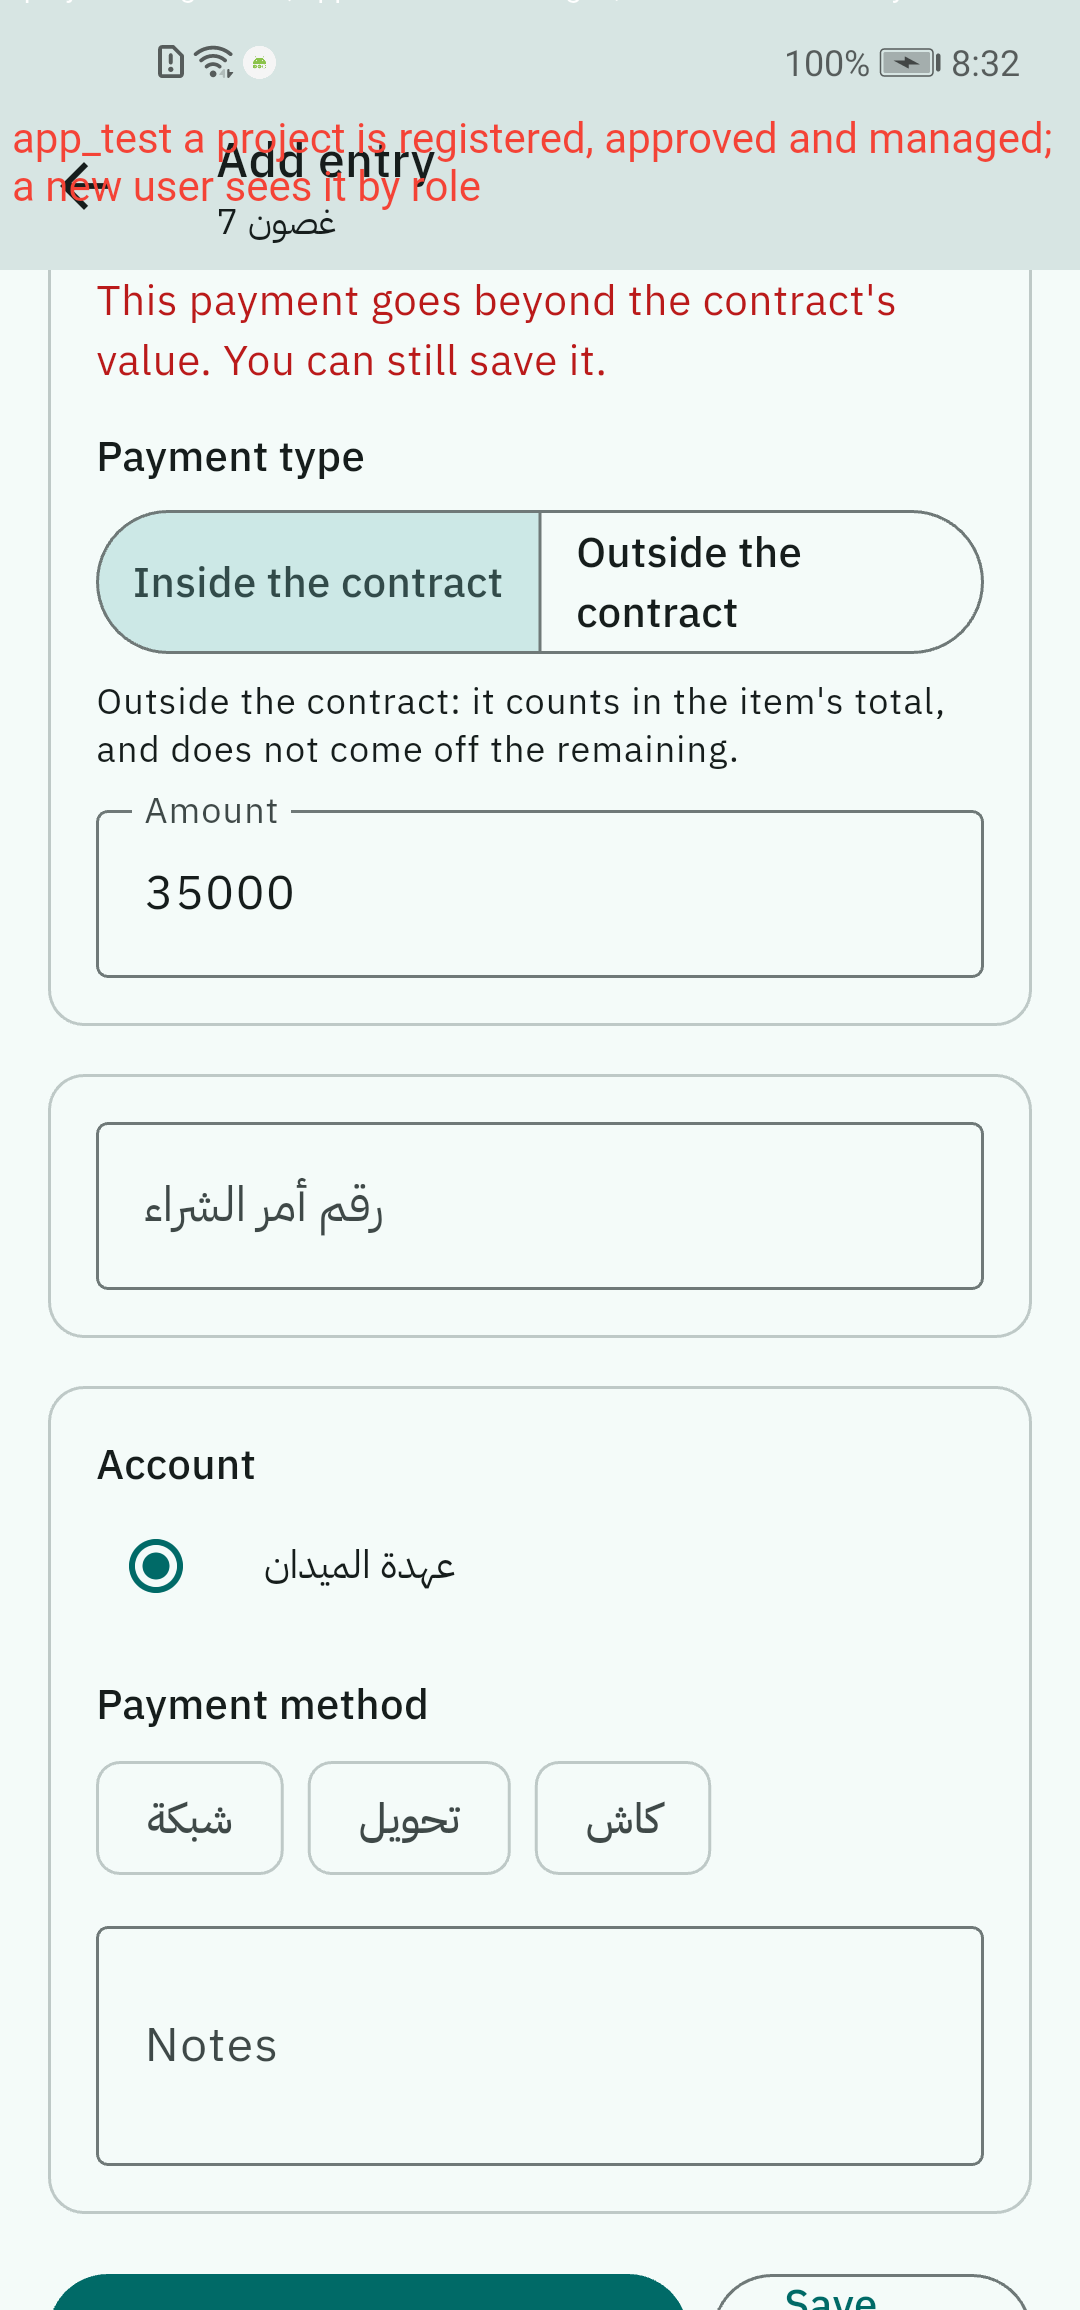 100% 8:32
app_test a project is registered, approved and managed;
a new user sees it by role
Add entry
غصون 7
This payment goes beyond the contract's
value. You can still save it.
Payment type
Inside the contract
Outside the
contract
Outside the contract: it counts in the item's total,
and does not come off the remaining.
Amount
35000
رقم أمر الشراء
Account
عهدة الميدان
Payment method
شبكة
تحويل
كاش
Notes
Save